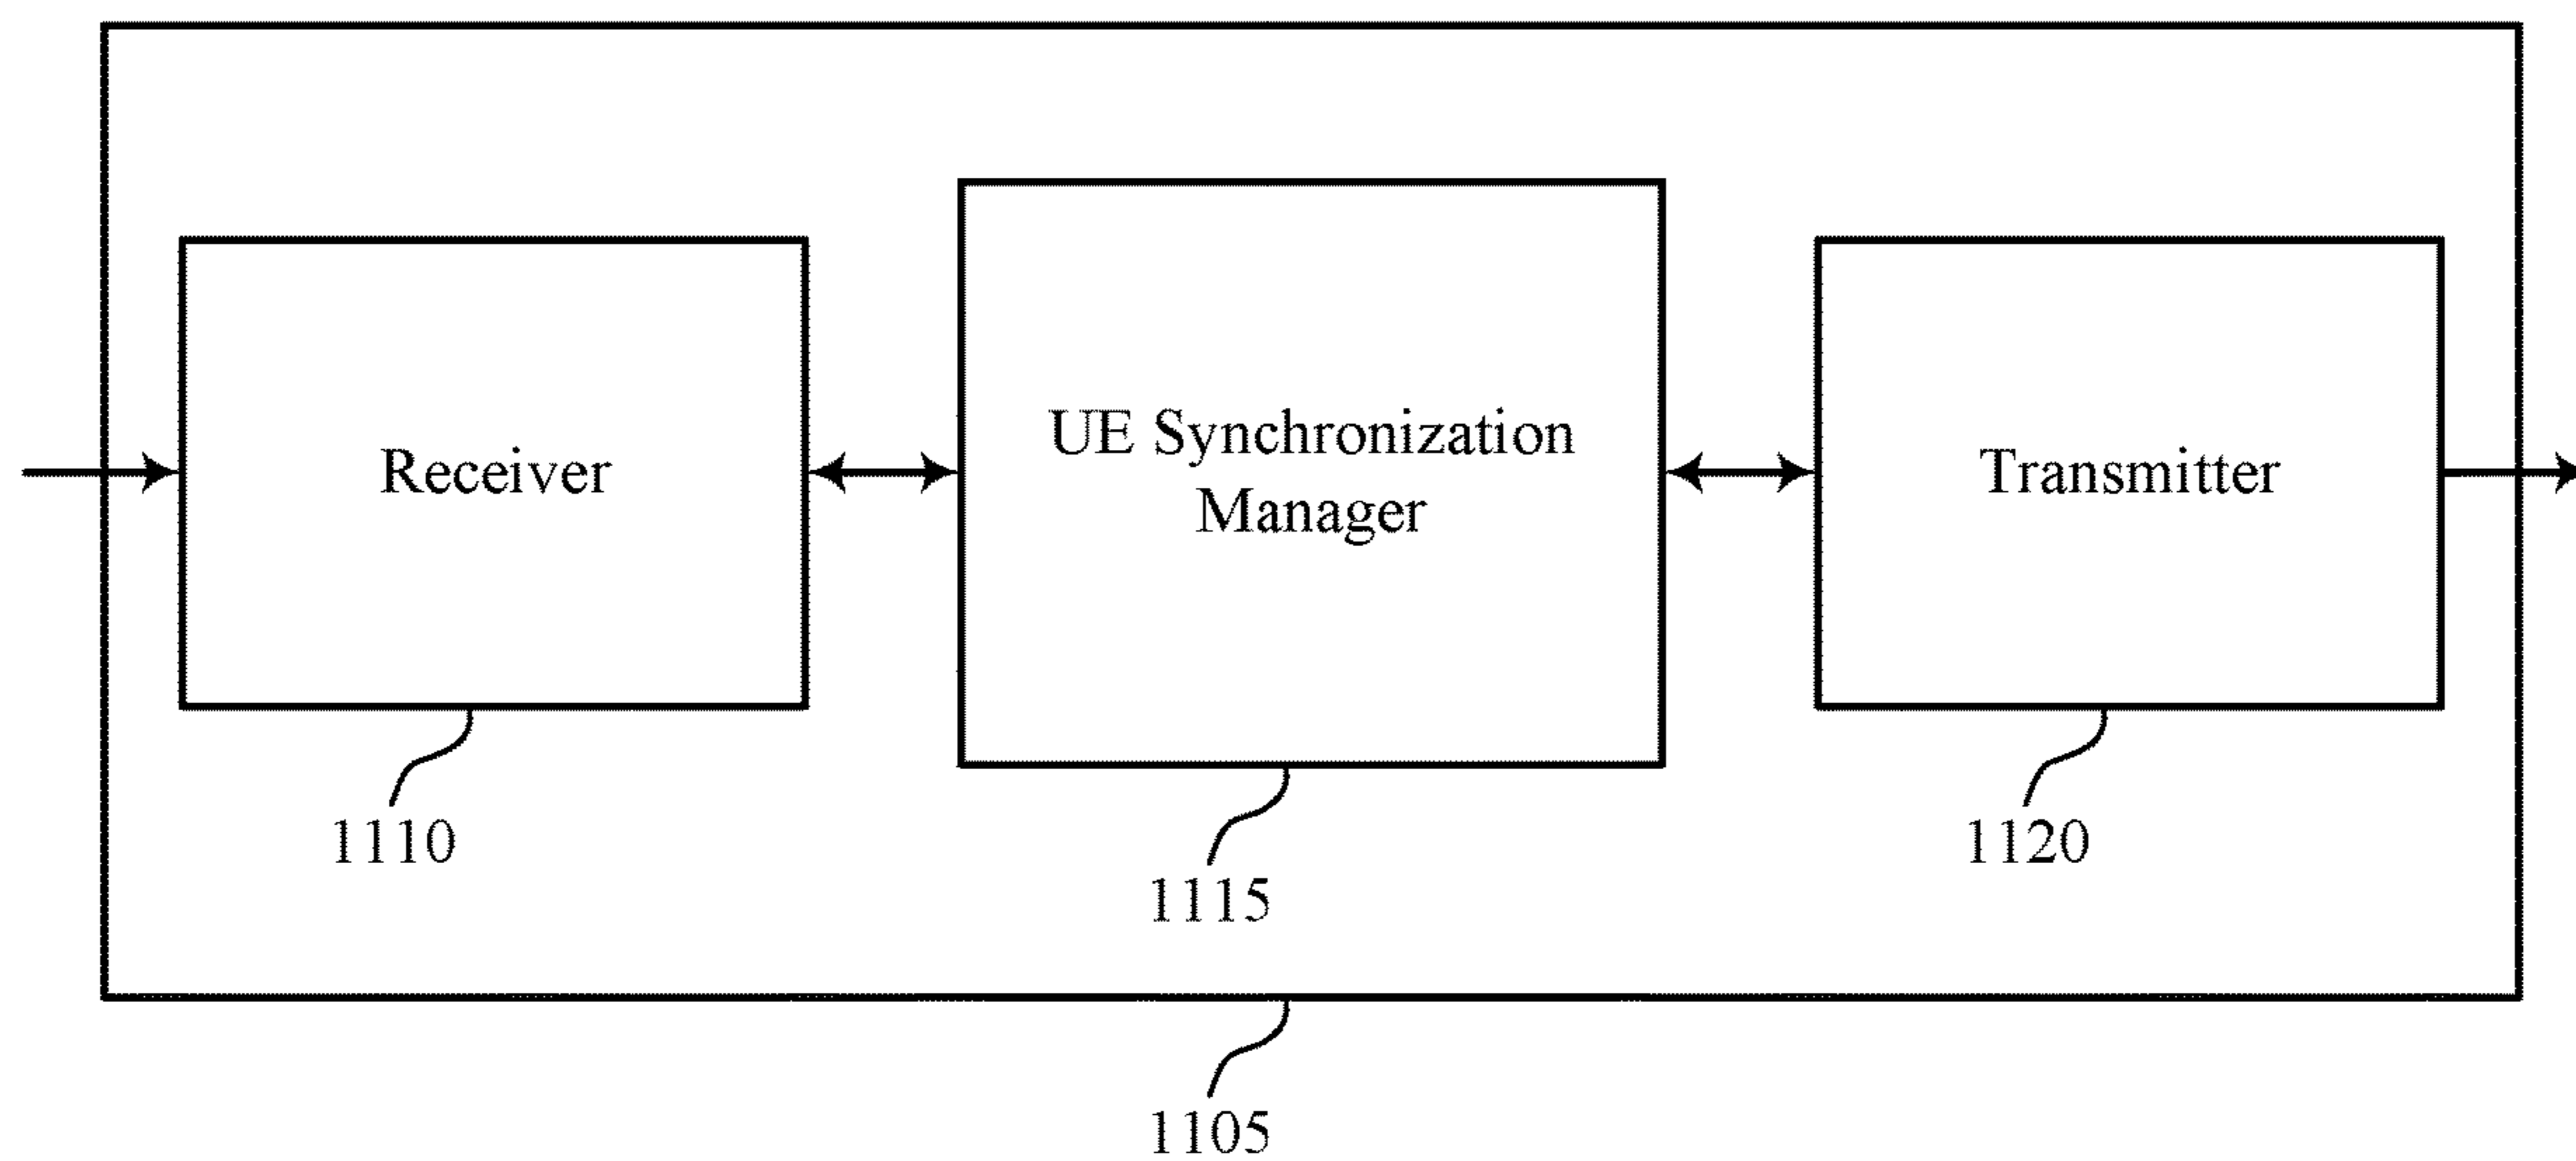 Receiver
UE Synchronization
Manager
Transmitter
1110
1115
1120
1105